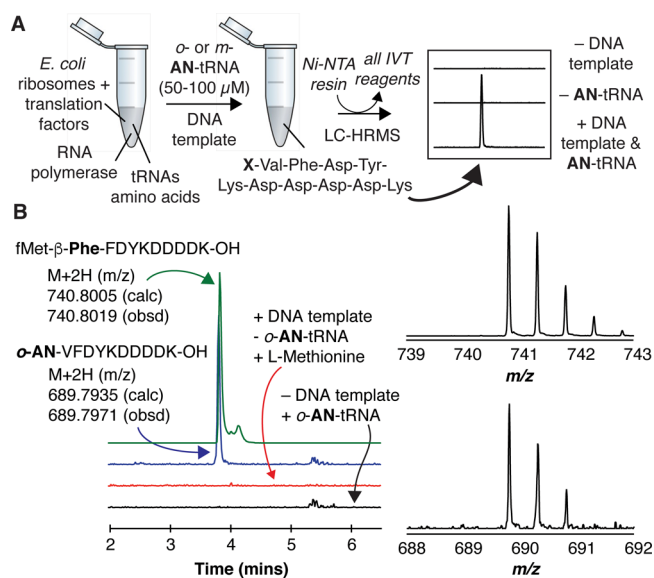 A
E. coli
ribosomes +
translation
factors
RNA
polymerase
tRNAs
amino acids
o- or m-
AN-tRNA
(50-100 µM)
DNA
template
Ni-NTA
resin
all IVT
reagents
LC-HRMS
X-Val-Phe-Asp-Tyr-
Lys-Asp-Asp-Asp-Asp-Lys
– DNA
template
– AN-tRNA
+ DNA
template &
AN-tRNA
B
fMet-β-Phe-FDYKDDDDK-OH
M+2H (m/z)
740.8005 (calc)
740.8019 (obsd)
o-AN-VFDYKDDDDK-OH
M+2H (m/z)
689.7935 (calc)
689.7971 (obsd)
+ DNA template
- o-AN-tRNA
+ L-Methionine
– DNA template
+ o-AN-tRNA
2 3 4 5 6
Time (mins)
739 740 741 742 743
m/z
688 689 690 691 692
m/z